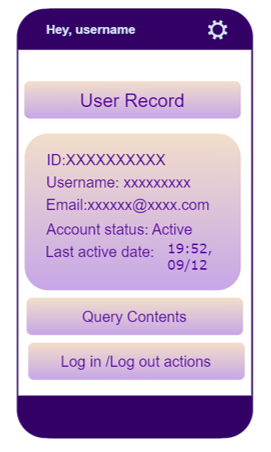 Hey, username
User Record
ID:XXXXXXXXXX
Username: xxxxxxxxx
Email:xxxxxx@xxxx.com
Account status: Active
Last active date: 19:52,
09/12
Query Contents
Log in /Log out actions